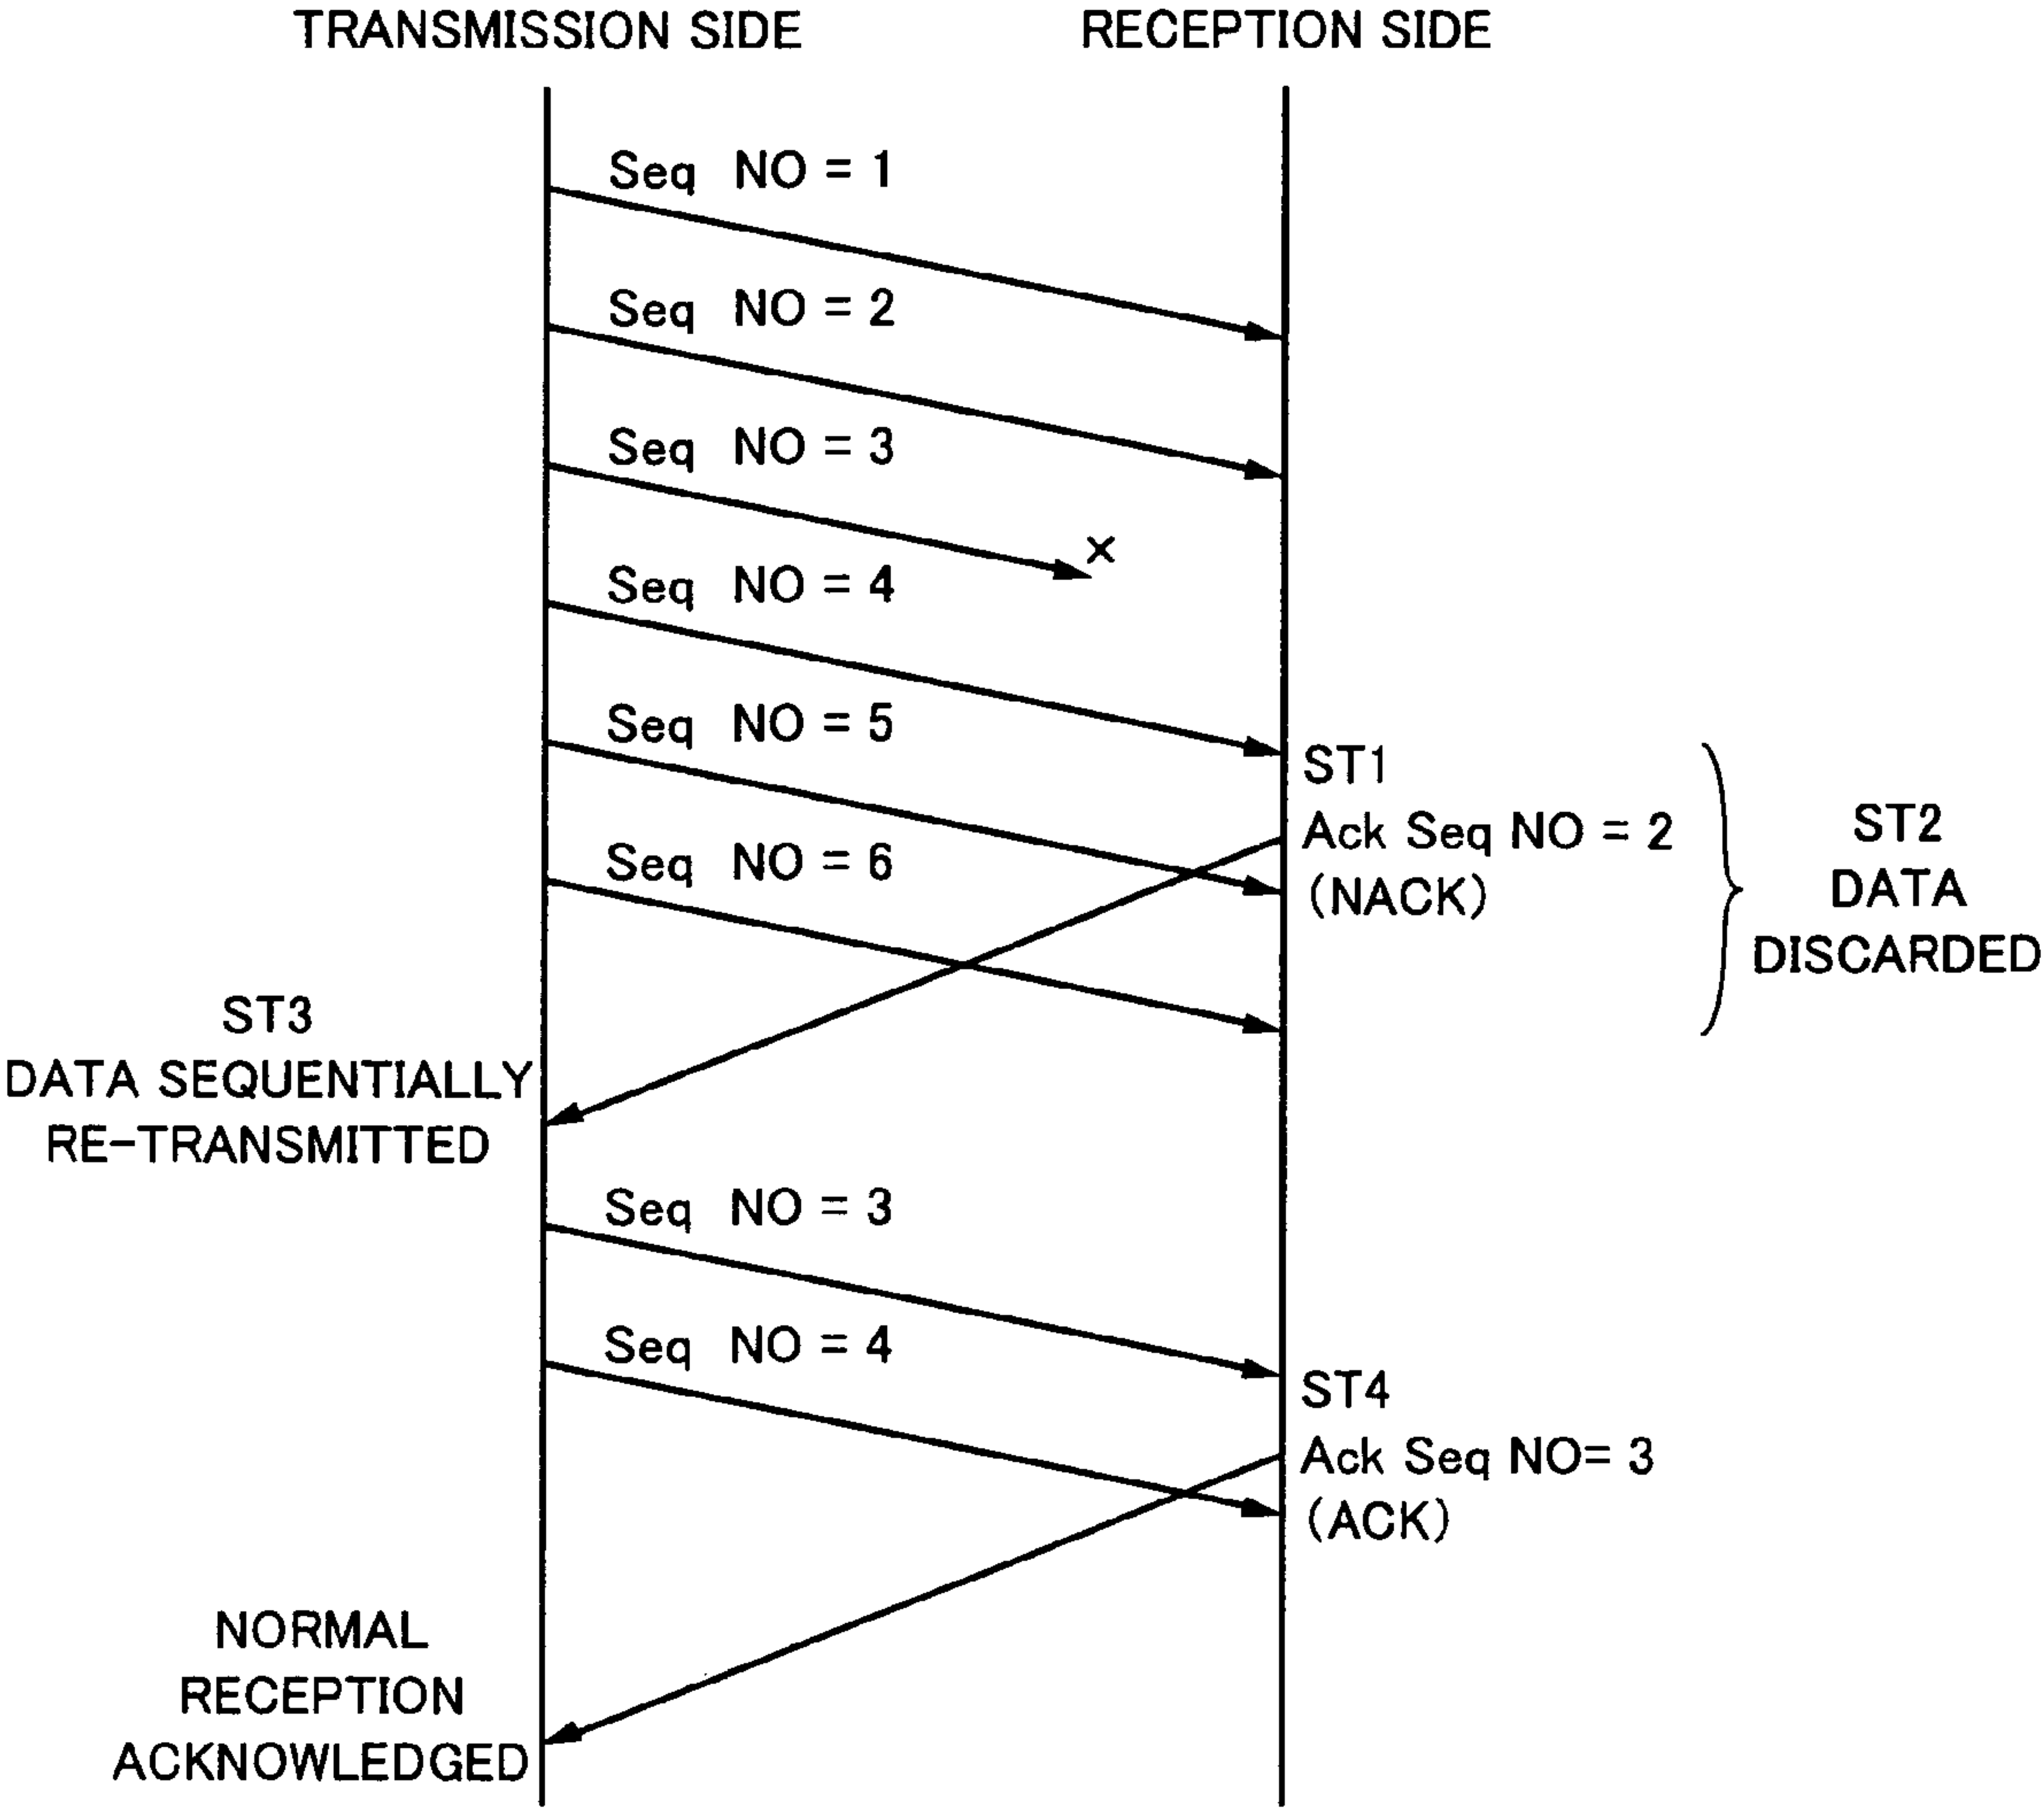 TRANSMISSION SIDE
RECEPTION SIDE
Seq NO = 1
Seq NO = 2
Seq NO = 3
×
Seq NO = 4
Seq NO = 5
ST1
Ack Seq NO = 2
(NACK)
ST2
DATA
DISCARDED
Seq NO = 6
ST3
DATA SEQUENTIALLY
RE-TRANSMITTED
Seq NO = 3
Seq NO = 4
ST4
Ack Seq NO= 3
(ACK)
NORMAL
RECEPTION
ACKNOWLEDGED